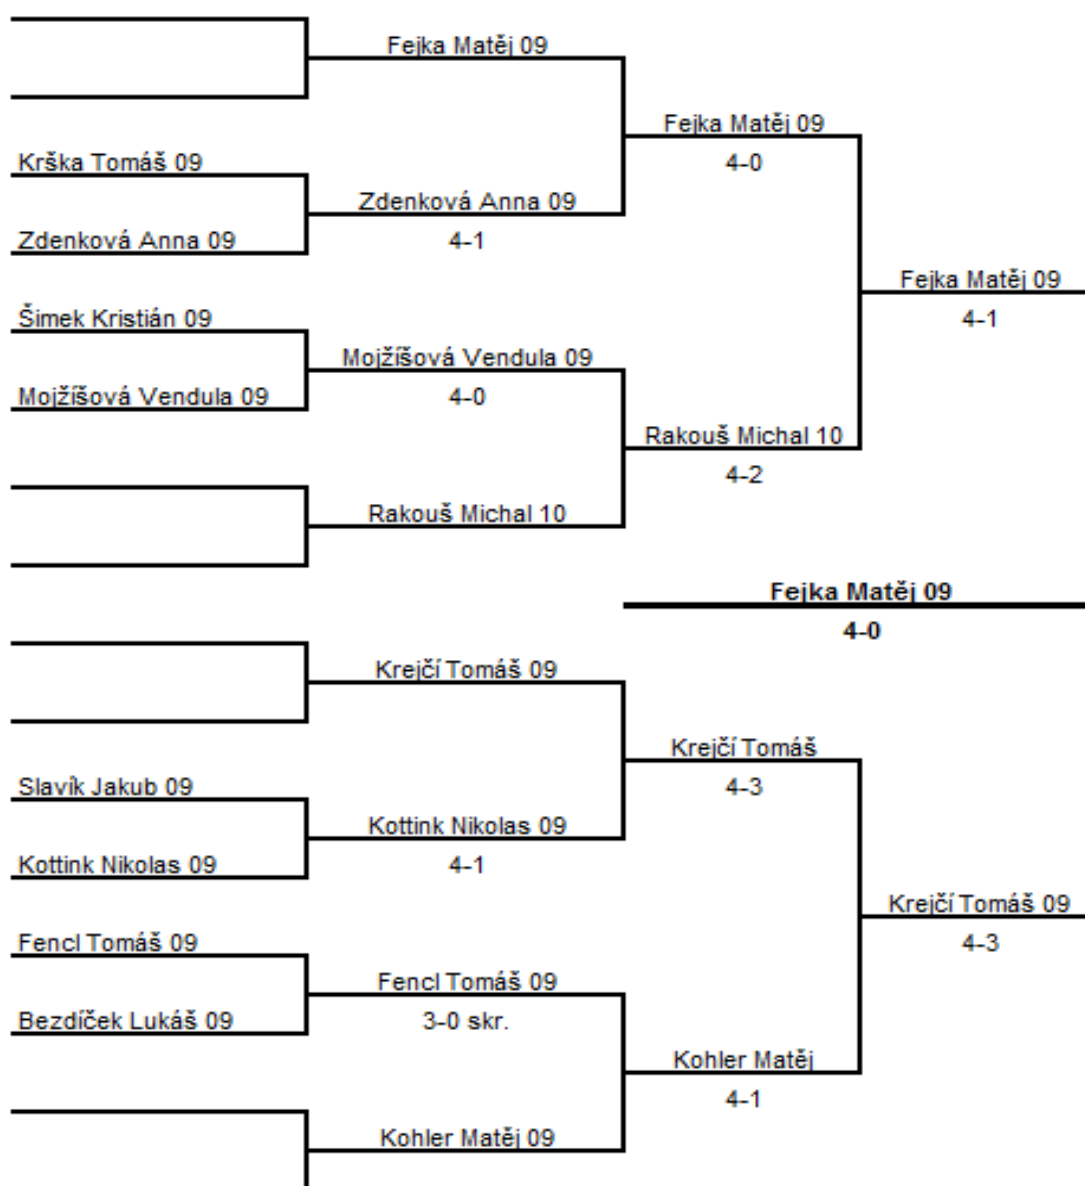 Fejka Matěj 09
Fejka Matěj 09
Krška Tomáš 09
4-0
Zdenková Anna 09
Zdenková Anna 09
4-1
Fejka Matěj 09
Šimek Kristián 09
4-1
Mojžíšová Vendula 09
Mojžíšová Vendula 09
4-0
Rakouš Michal 10
4-2
Rakouš Michal 10
Fejka Matěj 09
4-0
Krejčí Tomáš 09
Krejčí Tomáš
Slavík Jakub 09
4-3
Kottink Nikolas 09
Kottink Nikolas 09
4-1
Krejčí Tomáš 09
Fencl Tomáš 09
4-3
Fencl Tomáš 09
Bezdíček Lukáš 09
3-0 skr.
Kohler Matěj
4-1
Kohler Matěj 09